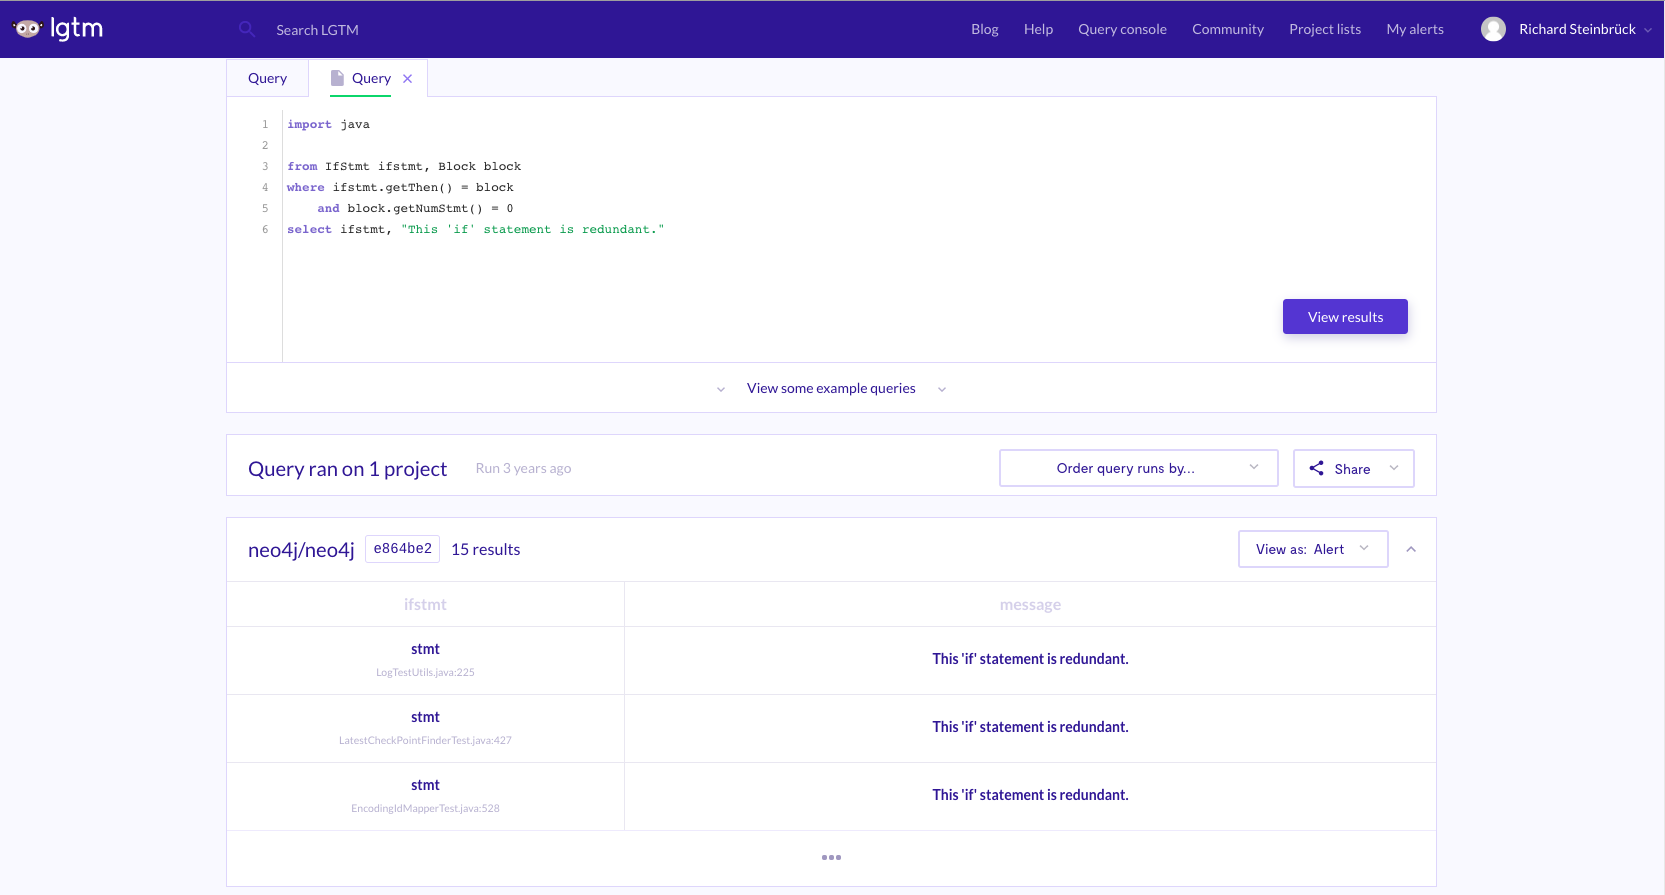 lgtm
Search LGTM
Blog Help Query console Community Project lists My alerts Richard Steinbrück
Query Query ×
1 import java
2
3 from IfStmt ifstmt, Block block
4 where ifstmt.getThen() = block
5 and block.getNumStmt() = 0
6 select ifstmt, "This 'if' statement is redundant."
View results
View some example queries
Query ran on 1 project Run 3 years ago Order query runs by... Share
neo4j/neo4j e864be2 15 results View as: Alert
ifstmt message
stmt
LogTestUtils.java:225
This 'if' statement is redundant.
stmt
LatestCheckPointFinderTest.java:427
This 'if' statement is redundant.
stmt
EncodingIdMapperTest.java:528
This 'if' statement is redundant.